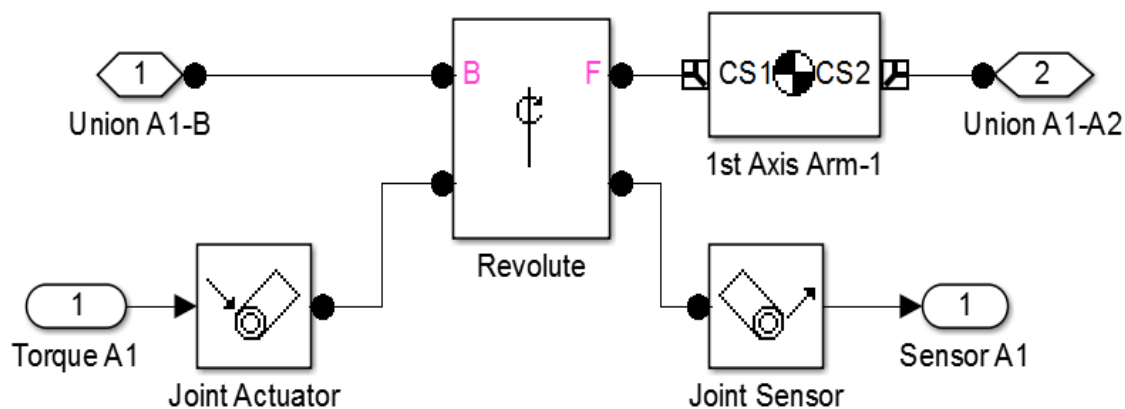 1
Union A1-B
B
F
Revolute
CS1
CS2
1st Axis Arm-1
2
Union A1-A2
1
Torque A1
Joint Actuator
Joint Sensor
1
Sensor A1